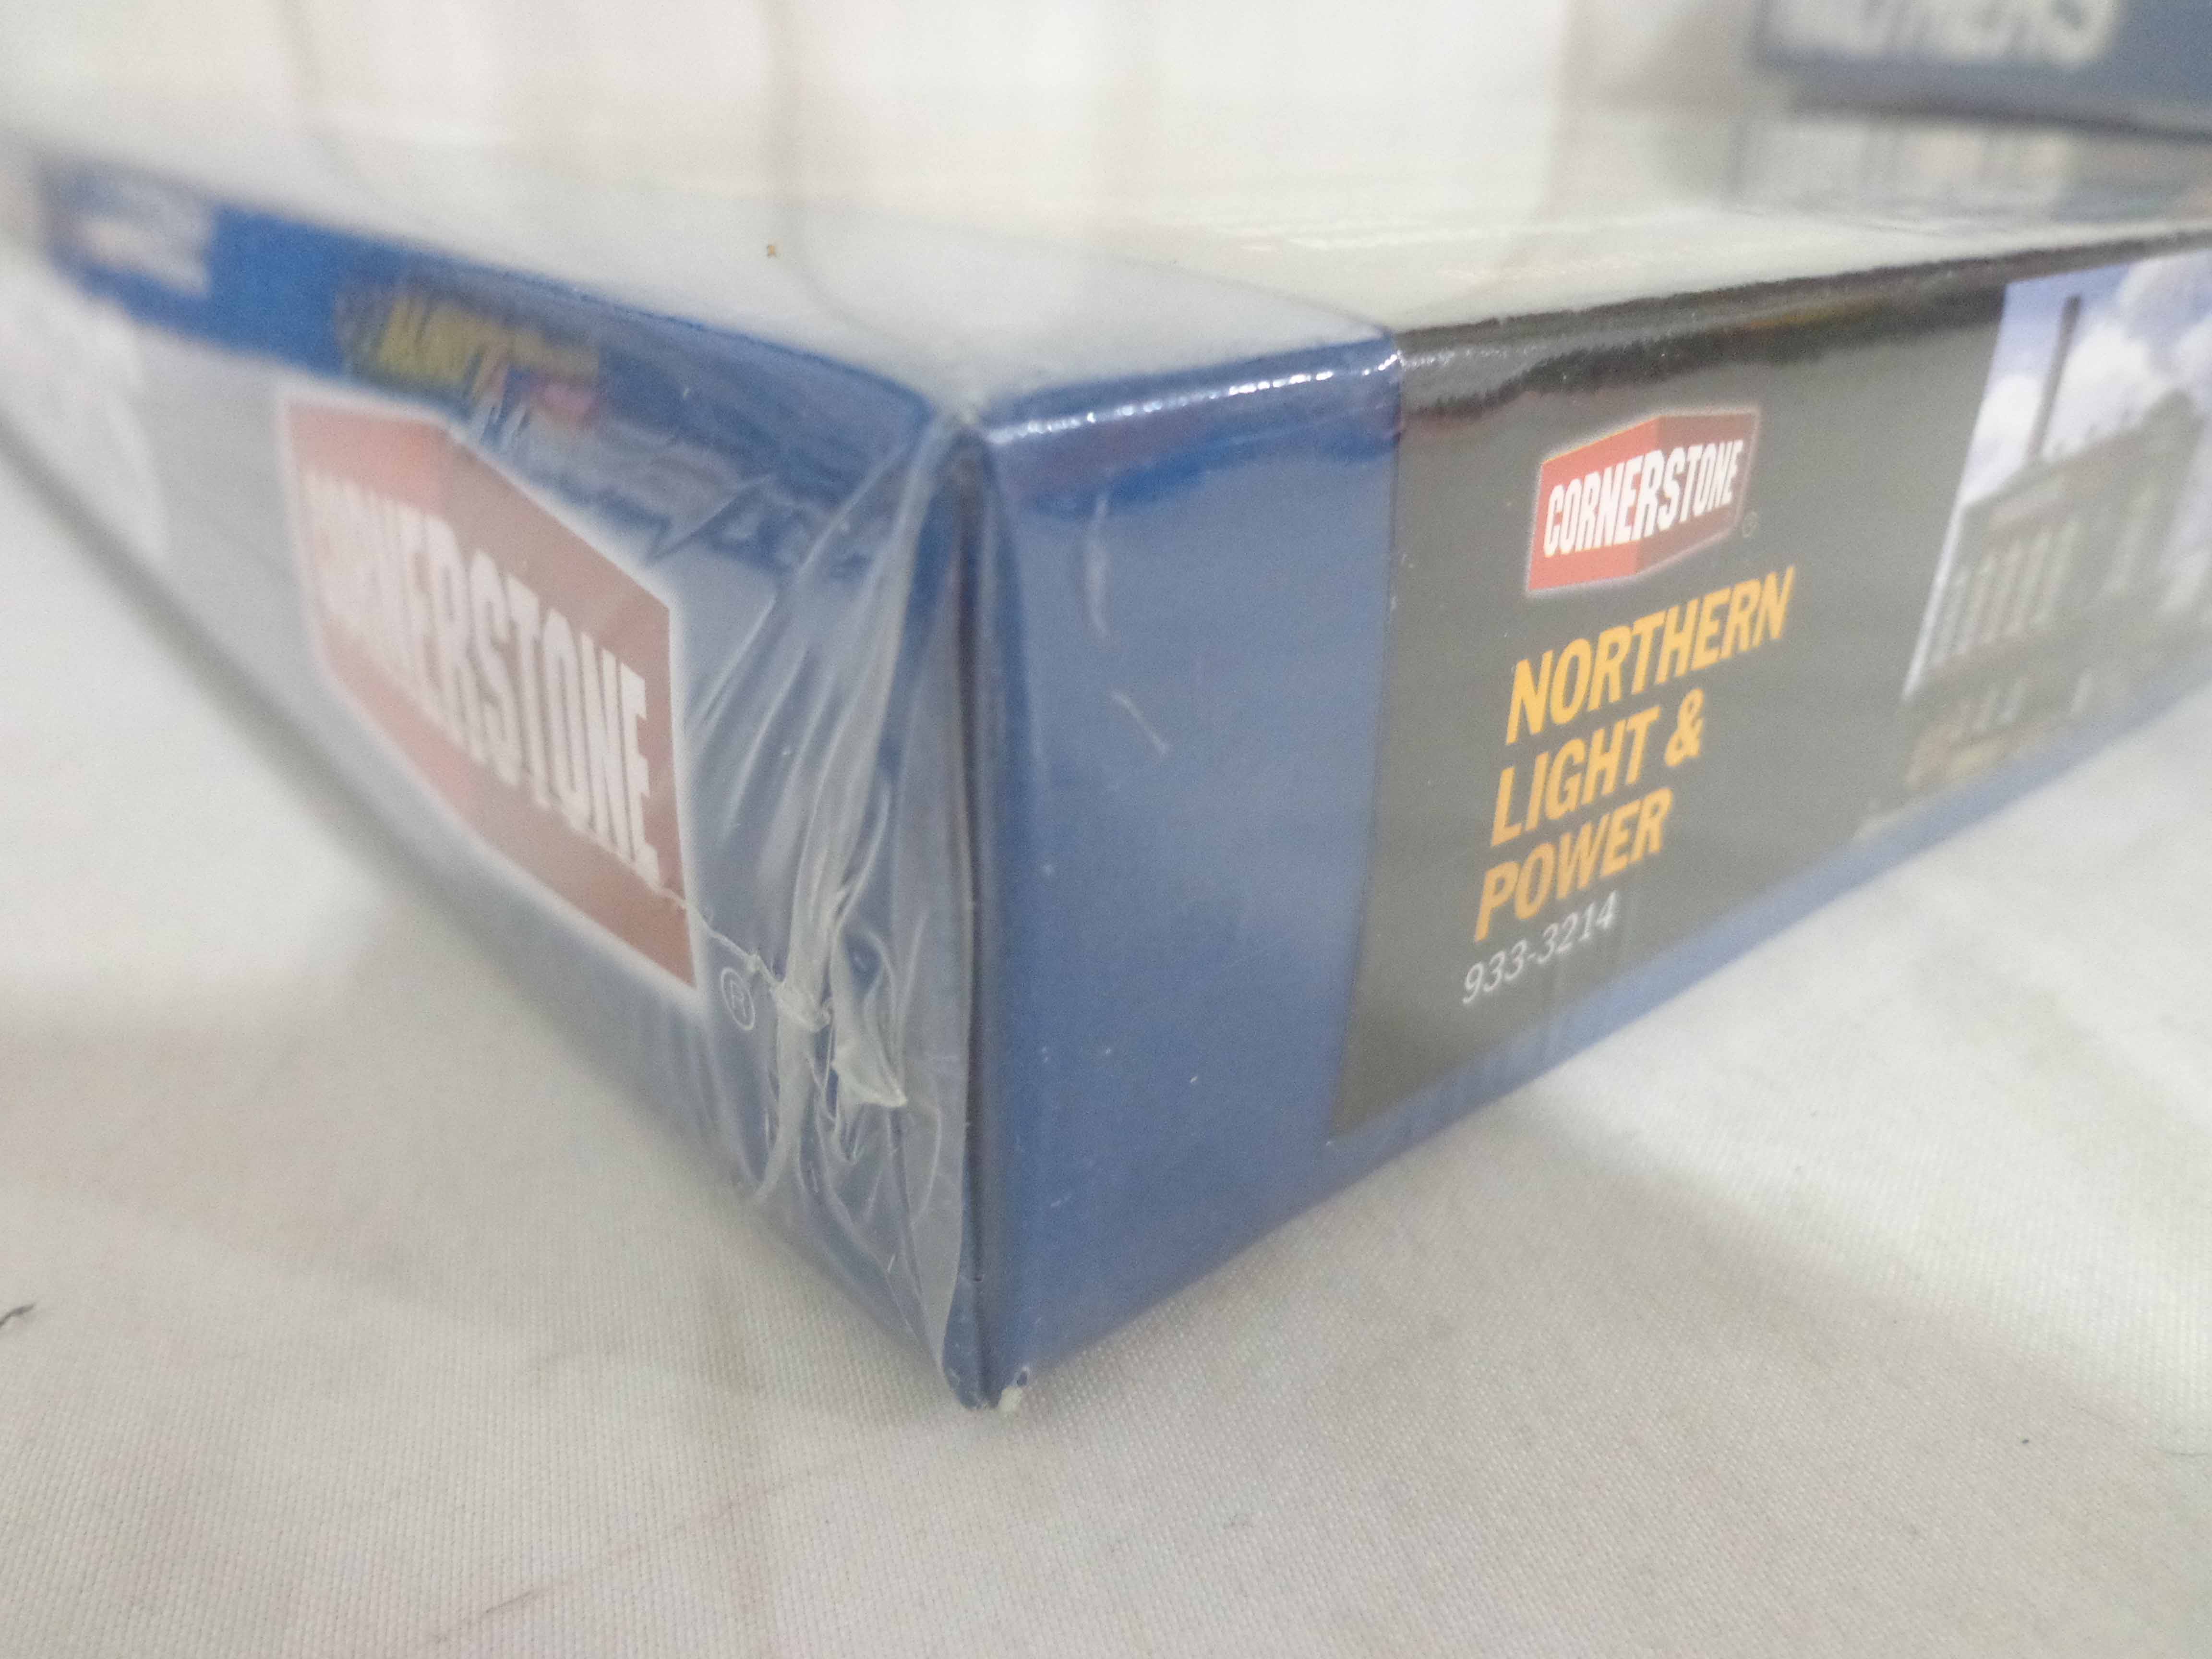 CORNERSTONE
®
CORNERSTONE
®
NORTHERN
LIGHT &
POWER
933-3214